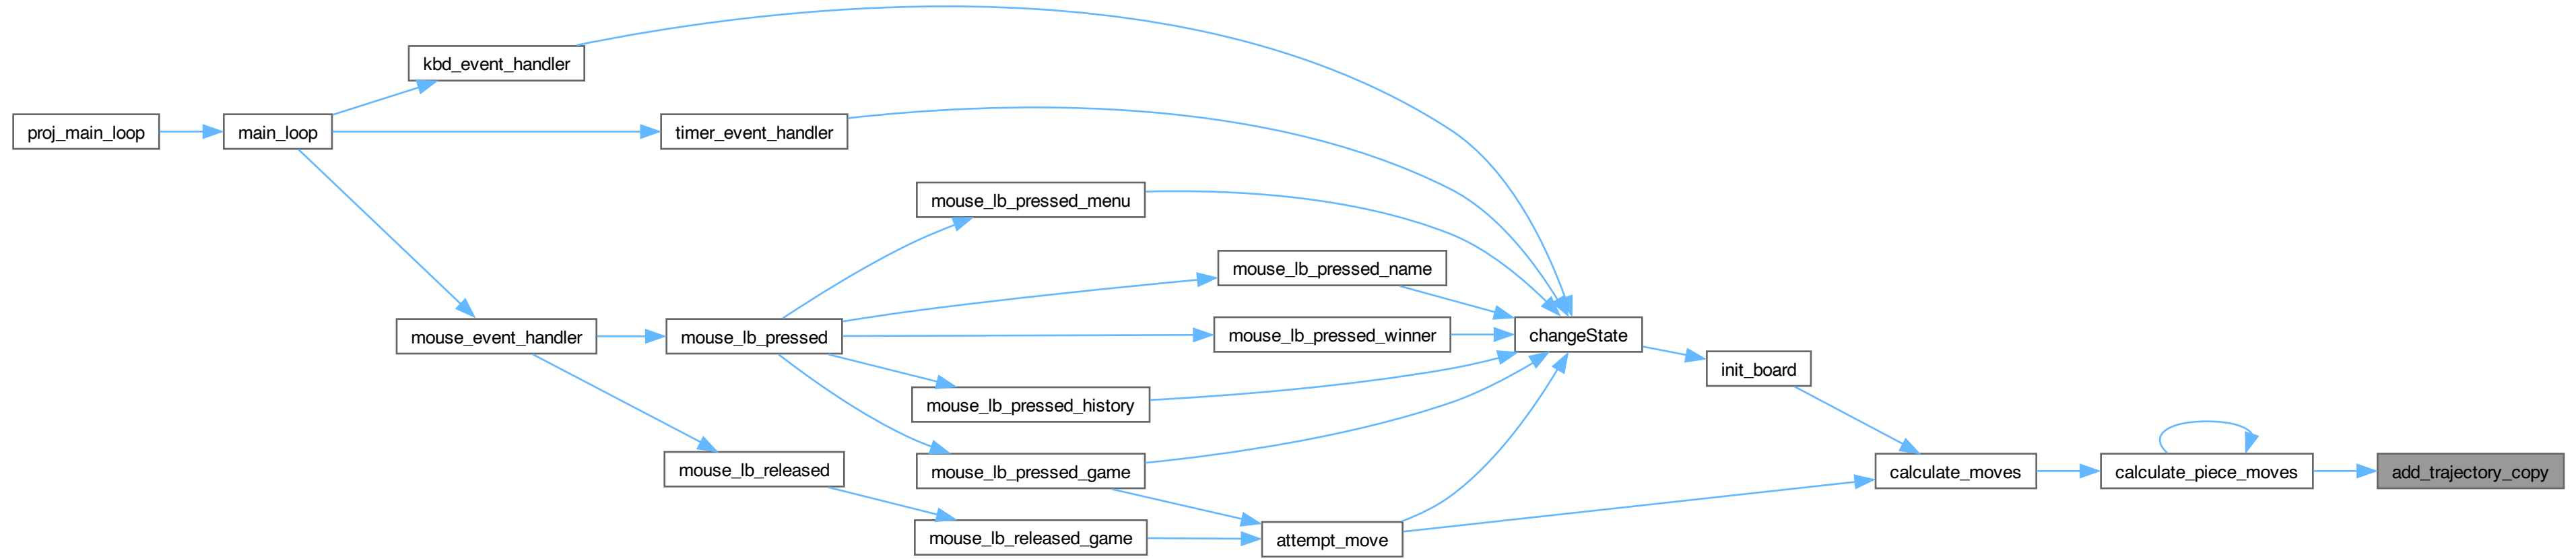 kbd_event_handler
proj_main_loop
main_loop
timer_event_handler
mouse_lb_pressed_menu
mouse_lb_pressed_name
mouse_event_handler
mouse_lb_pressed
mouse_lb_pressed_winner
changeState
init_board
mouse_lb_pressed_history
mouse_lb_released
mouse_lb_pressed_game
calculate_moves
calculate_piece_moves
add_trajectory_copy
mouse_lb_released_game
attempt_move